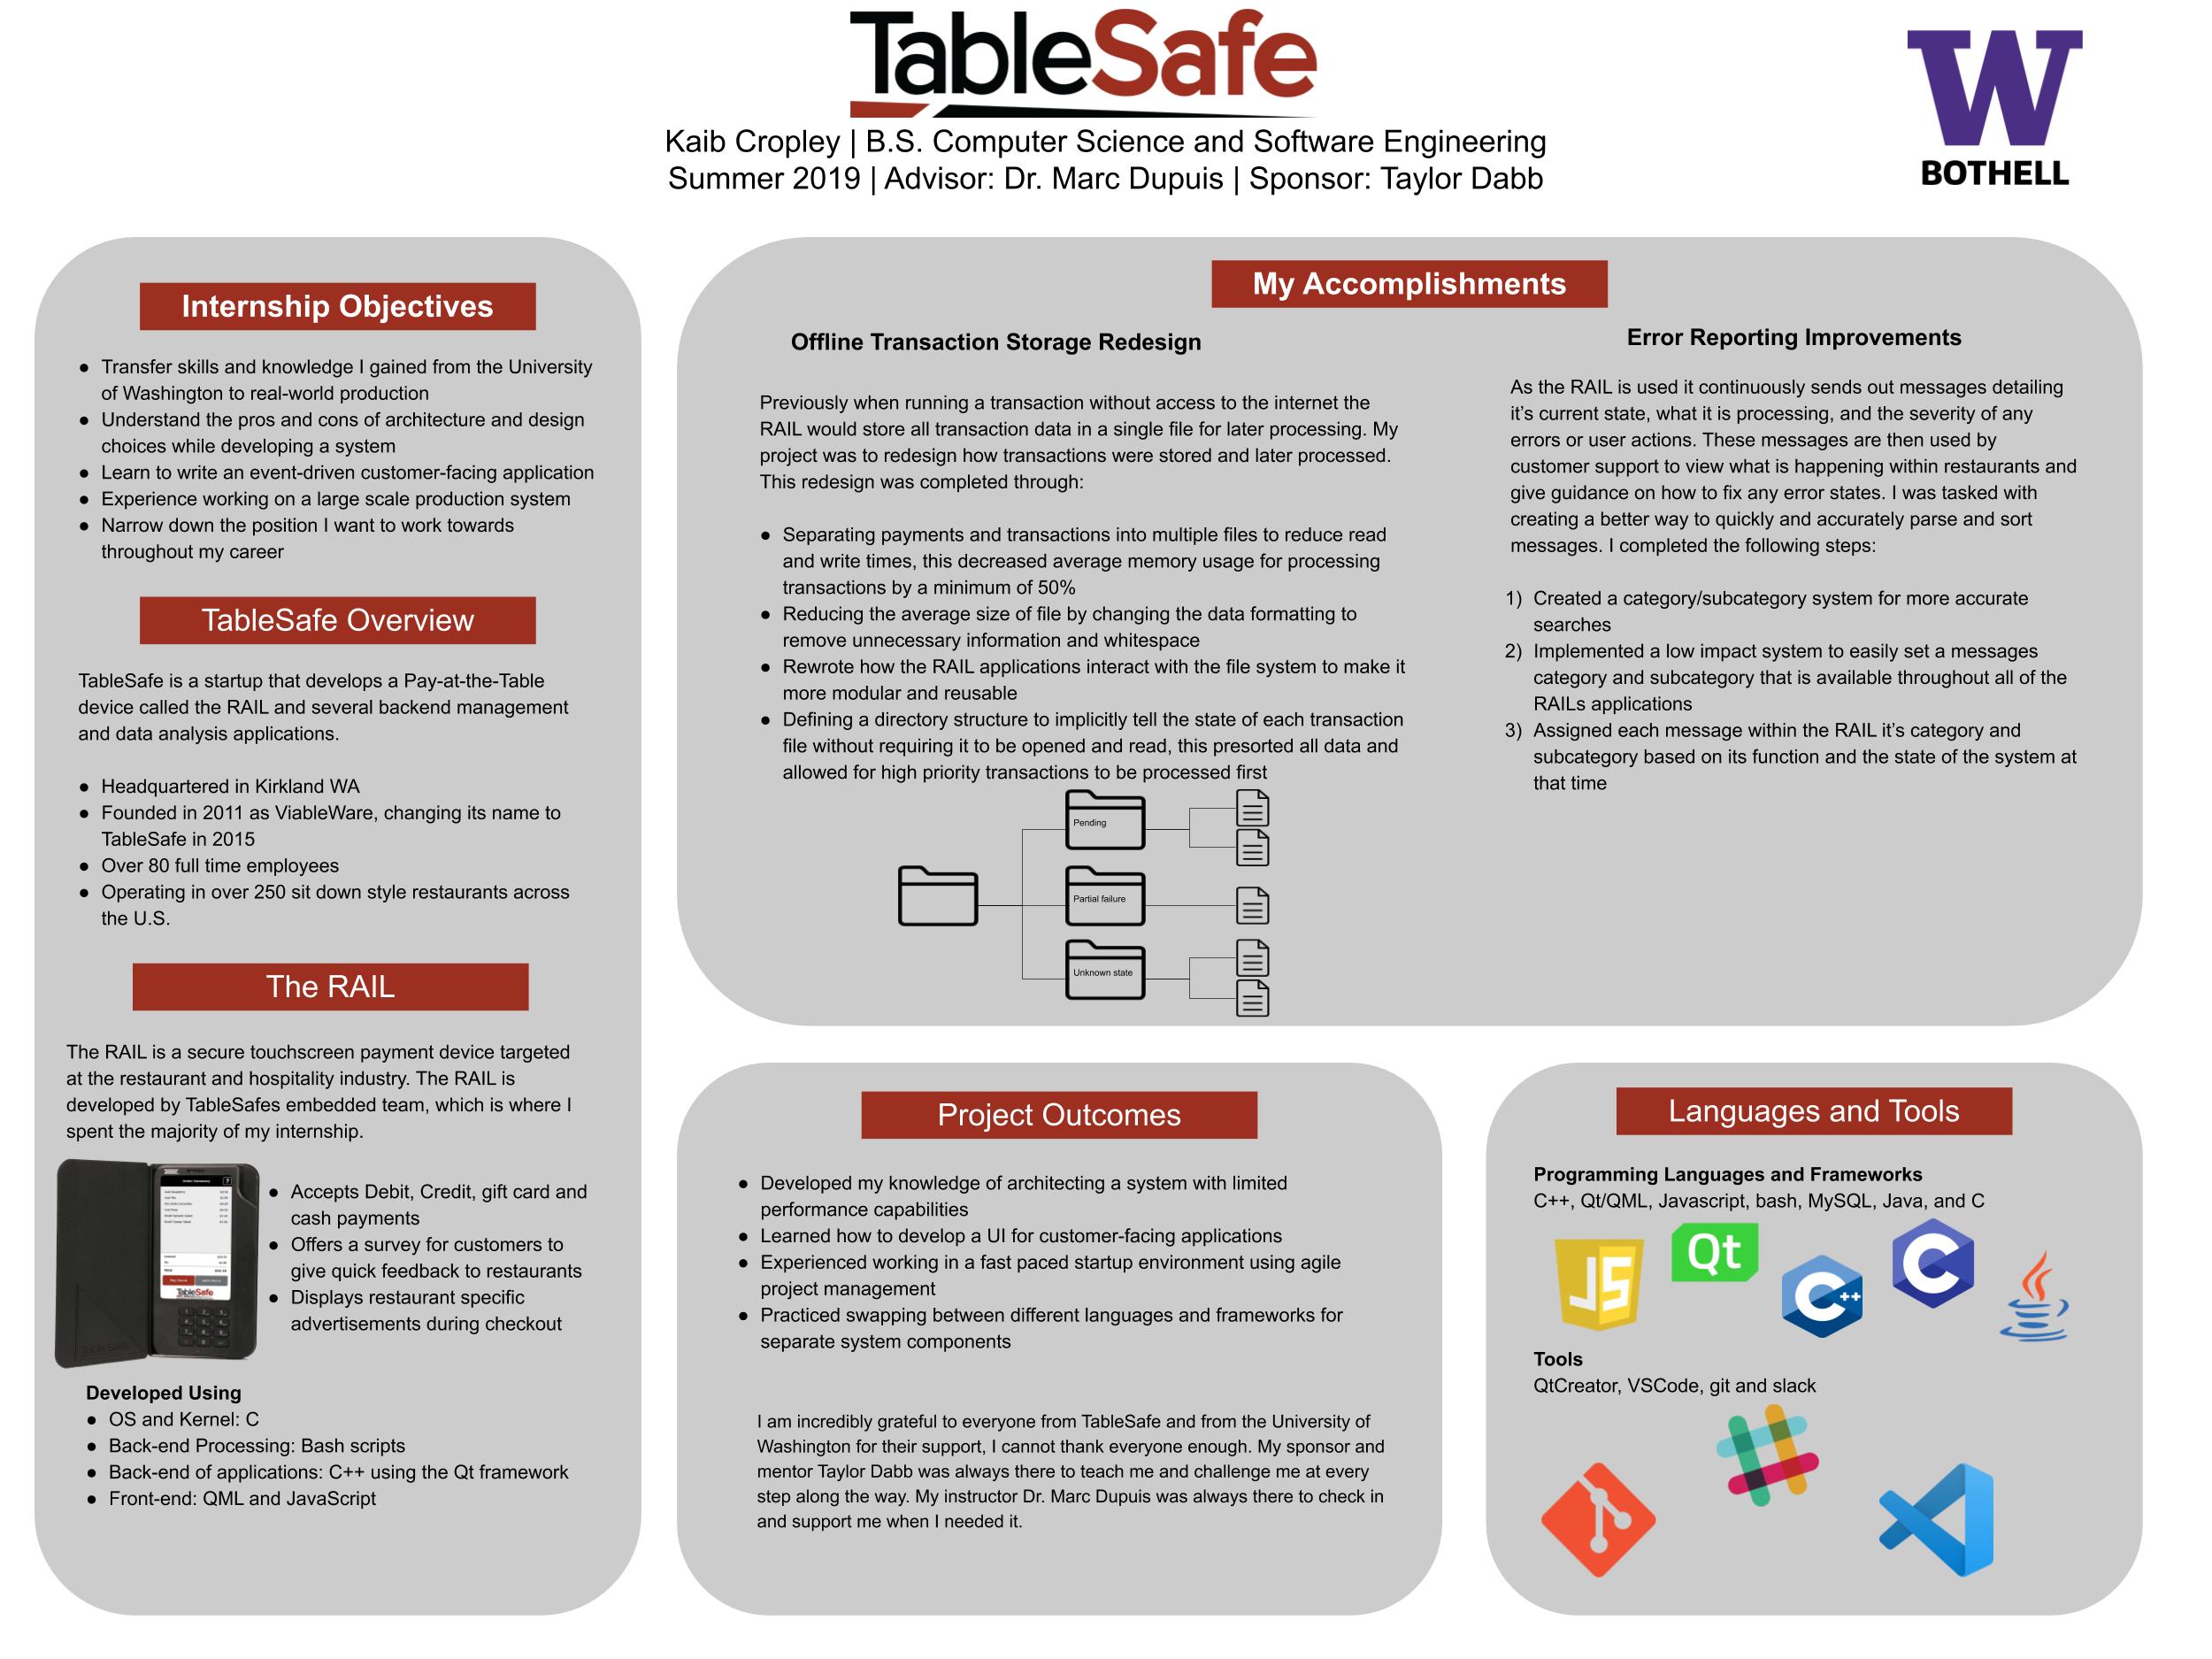 TableSafe
Kaib Cropley | B.S. Computer Science and Software Engineering
Summer 2019 | Advisor: Dr. Marc Dupuis | Sponsor: Taylor Dabb
W
BOTHELL
Internship Objectives
● Transfer skills and knowledge I gained from the University
of Washington to real-world production
● Understand the pros and cons of architecture and design
choices while developing a system
● Learn to write an event-driven customer-facing application
● Experience working on a large scale production system
● Narrow down the position I want to work towards
throughout my career
TableSafe Overview
TableSafe is a startup that develops a Pay-at-the-Table
device called the RAIL and several backend management
and data analysis applications.
● Headquartered in Kirkland WA
● Founded in 2011 as ViableWare, changing its name to
TableSafe in 2015
● Over 80 full time employees
● Operating in over 250 sit down style restaurants across
the U.S.
The RAIL
The RAIL is a secure touchscreen payment device targeted
at the restaurant and hospitality industry. The RAIL is
developed by TableSafes embedded team, which is where I
spent the majority of my internship.
TableSafe
● Accepts Debit, Credit, gift card and
cash payments
● Offers a survey for customers to
give quick feedback to restaurants
● Displays restaurant specific
advertisements during checkout
Developed Using
● OS and Kernel: C
● Back-end Processing: Bash scripts
● Back-end of applications: C++ using the Qt framework
● Front-end: QML and JavaScript
My Accomplishments
Offline Transaction Storage Redesign
Previously when running a transaction without access to the internet the
RAIL would store all transaction data in a single file for later processing. My
project was to redesign how transactions were stored and later processed.
This redesign was completed through:
● Separating payments and transactions into multiple files to reduce read
and write times, this decreased average memory usage for processing
transactions by a minimum of 50%
● Reducing the average size of file by changing the data formatting to
remove unnecessary information and whitespace
● Rewrote how the RAIL applications interact with the file system to make it
more modular and reusable
● Defining a directory structure to implicitly tell the state of each transaction
file without requiring it to be opened and read, this presorted all data and
allowed for high priority transactions to be processed first
Pending
Partial failure
Unknown state
Error Reporting Improvements
As the RAIL is used it continuously sends out messages detailing
it's current state, what it is processing, and the severity of any
errors or user actions. These messages are then used by
customer support to view what is happening within restaurants and
give guidance on how to fix any error states. I was tasked with
creating a better way to quickly and accurately parse and sort
messages. I completed the following steps:
1) Created a category/subcategory system for more accurate
searches
2) Implemented a low impact system to easily set a messages
category and subcategory that is available throughout all of the
RAILs applications
3) Assigned each message within the RAIL it's category and
subcategory based on its function and the state of the system at
that time
Project Outcomes
● Developed my knowledge of architecting a system with limited
performance capabilities
● Learned how to develop a UI for customer-facing applications
● Experienced working in a fast paced startup environment using agile
project management
● Practiced swapping between different languages and frameworks for
separate system components
I am incredibly grateful to everyone from TableSafe and from the University of
Washington for their support, I cannot thank everyone enough. My sponsor and
mentor Taylor Dabb was always there to teach me and challenge me at every
step along the way. My instructor Dr. Marc Dupuis was always there to check in
and support me when I needed it.
Languages and Tools
Programming Languages and Frameworks
C++, Qt/QML, Javascript, bash, MySQL, Java, and C
JS
Qt
C++
C
Tools
QtCreator, VSCode, git and slack